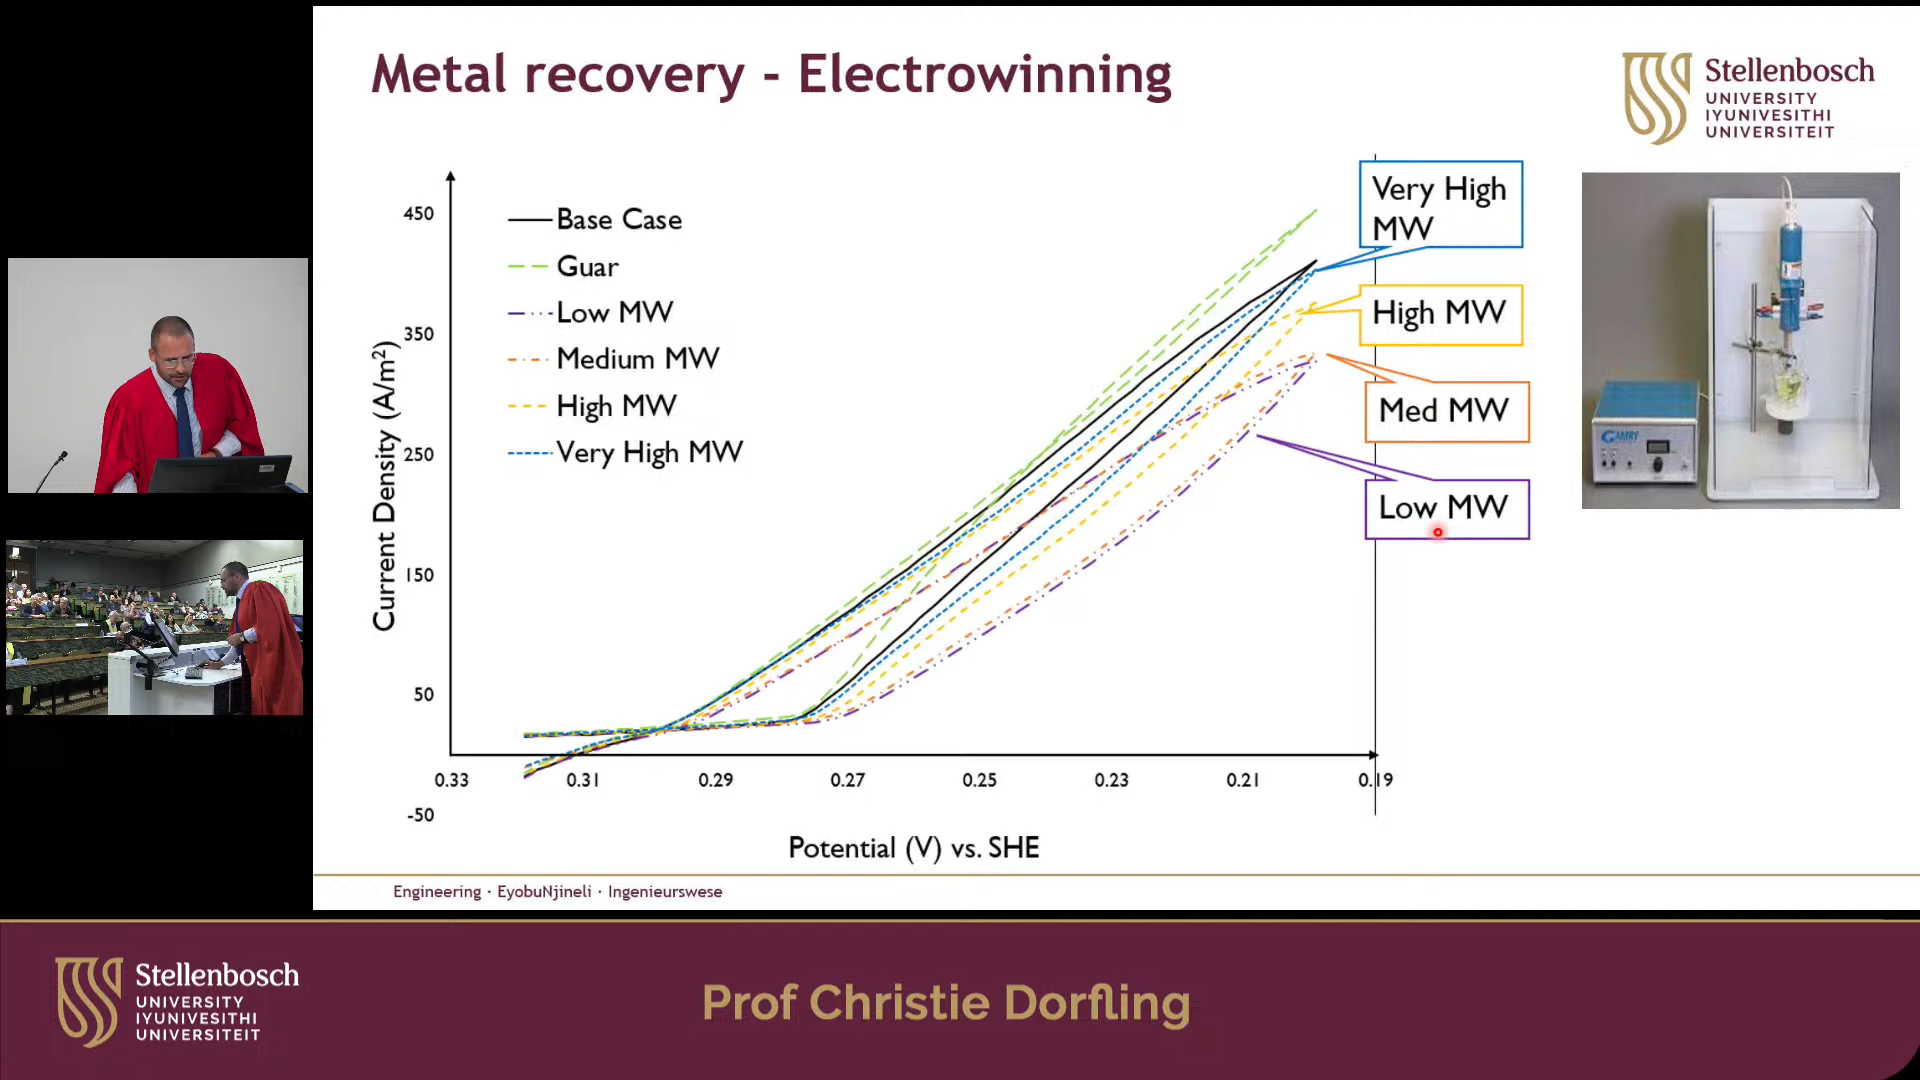 Metal recovery - Electrowinning
Stellenbosch
UNIVERSITY
IYUNIVESITHI
UNIVERSITEIT
450
350
250
150
50
-50
Current Density (A/m²)
Base Case
Guar
Low MW
Medium MW
High MW
Very High MW
Very High
MW
High MW
Med MW
Low MW
GAMRY
0.33 0.31 0.29 0.27 0.25 0.23 0.21 0.19
Potential (V) vs. SHE
Engineering · EyobuNjineli · Ingenieurswese
Stellenbosch
UNIVERSITY
IYUNIVESITHI
UNIVERSITEIT
Prof Christie Dorfling